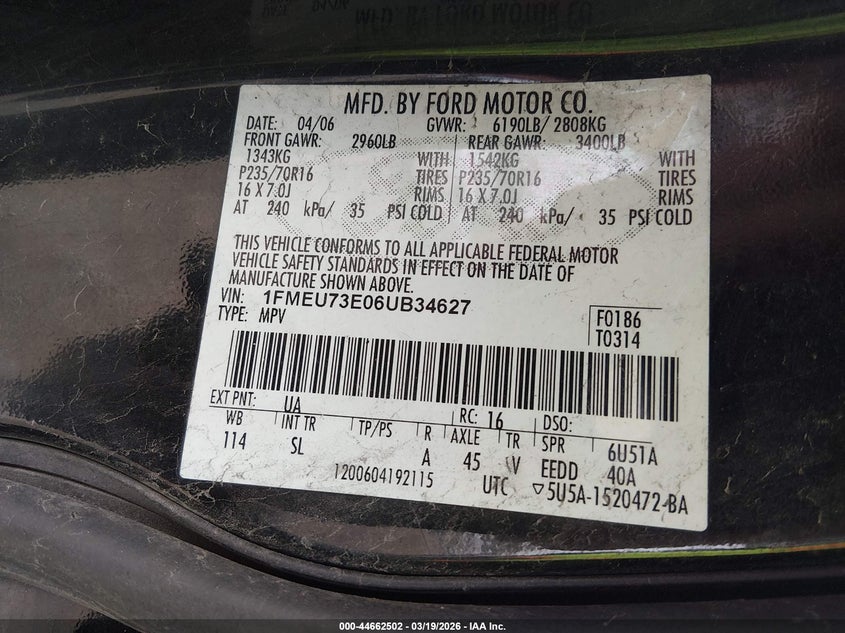 MFD. BY FORD MOTOR CO.
DATE: 04/06 GVWR: 6190LB/ 2808KG
FRONT GAWR: 2960LB REAR GAWR: 3400LB
1343KG WITH 1542KG WITH
P235/70R16 TIRES P235/70R16 TIRES
16 X 7.0J RIMS 16 X 7.0J RIMS
AT 240 kPa/ 35 PSI COLD AT 240 kPa/ 35 PSI COLD
THIS VEHICLE CONFORMS TO ALL APPLICABLE FEDERAL MOTOR
VEHICLE SAFETY STANDARDS IN EFFECT ON THE DATE OF
MANUFACTURE SHOWN ABOVE.
VIN: 1FMEU73E06UB34627
TYPE: MPV
F0186
T0314
EXT PNT: UA RC: 16 DSO:
WB INT TR TP/PS R AXLE TR SPR 6U51A
114 SL A 45 V EEDD 40A
1200604192115 UTC ▽5U5A-1520472-BA
000-44662502 — 03/19/2026 — IAA Inc.